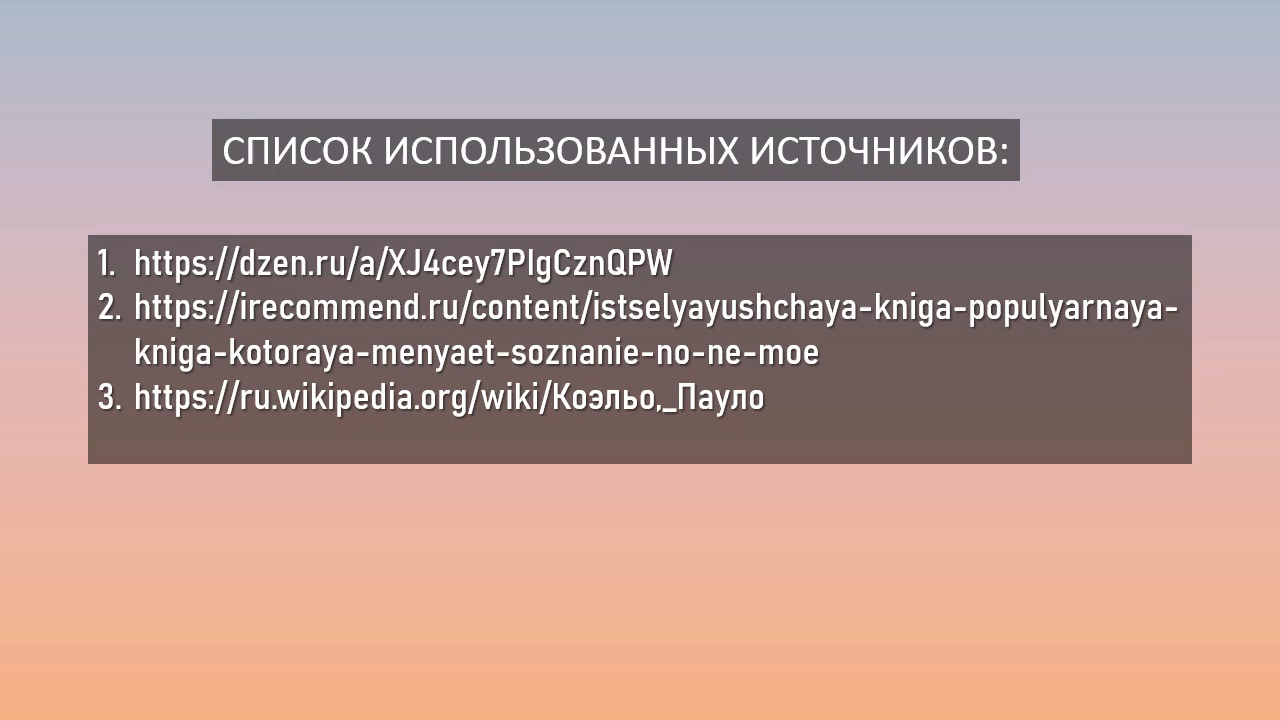 СПИСОК ИСПОЛЬЗОВАННЫХ ИСТОЧНИКОВ:
1. https://dzen.ru/a/XJ4cey7PIgCznQPW
2. https://irecommend.ru/content/istselyayushchaya-kniga-populyarnaya-
kniga-kotoraya-menyaet-soznanie-no-ne-moe
3. https://ru.wikipedia.org/wiki/Коэльо,_Пауло